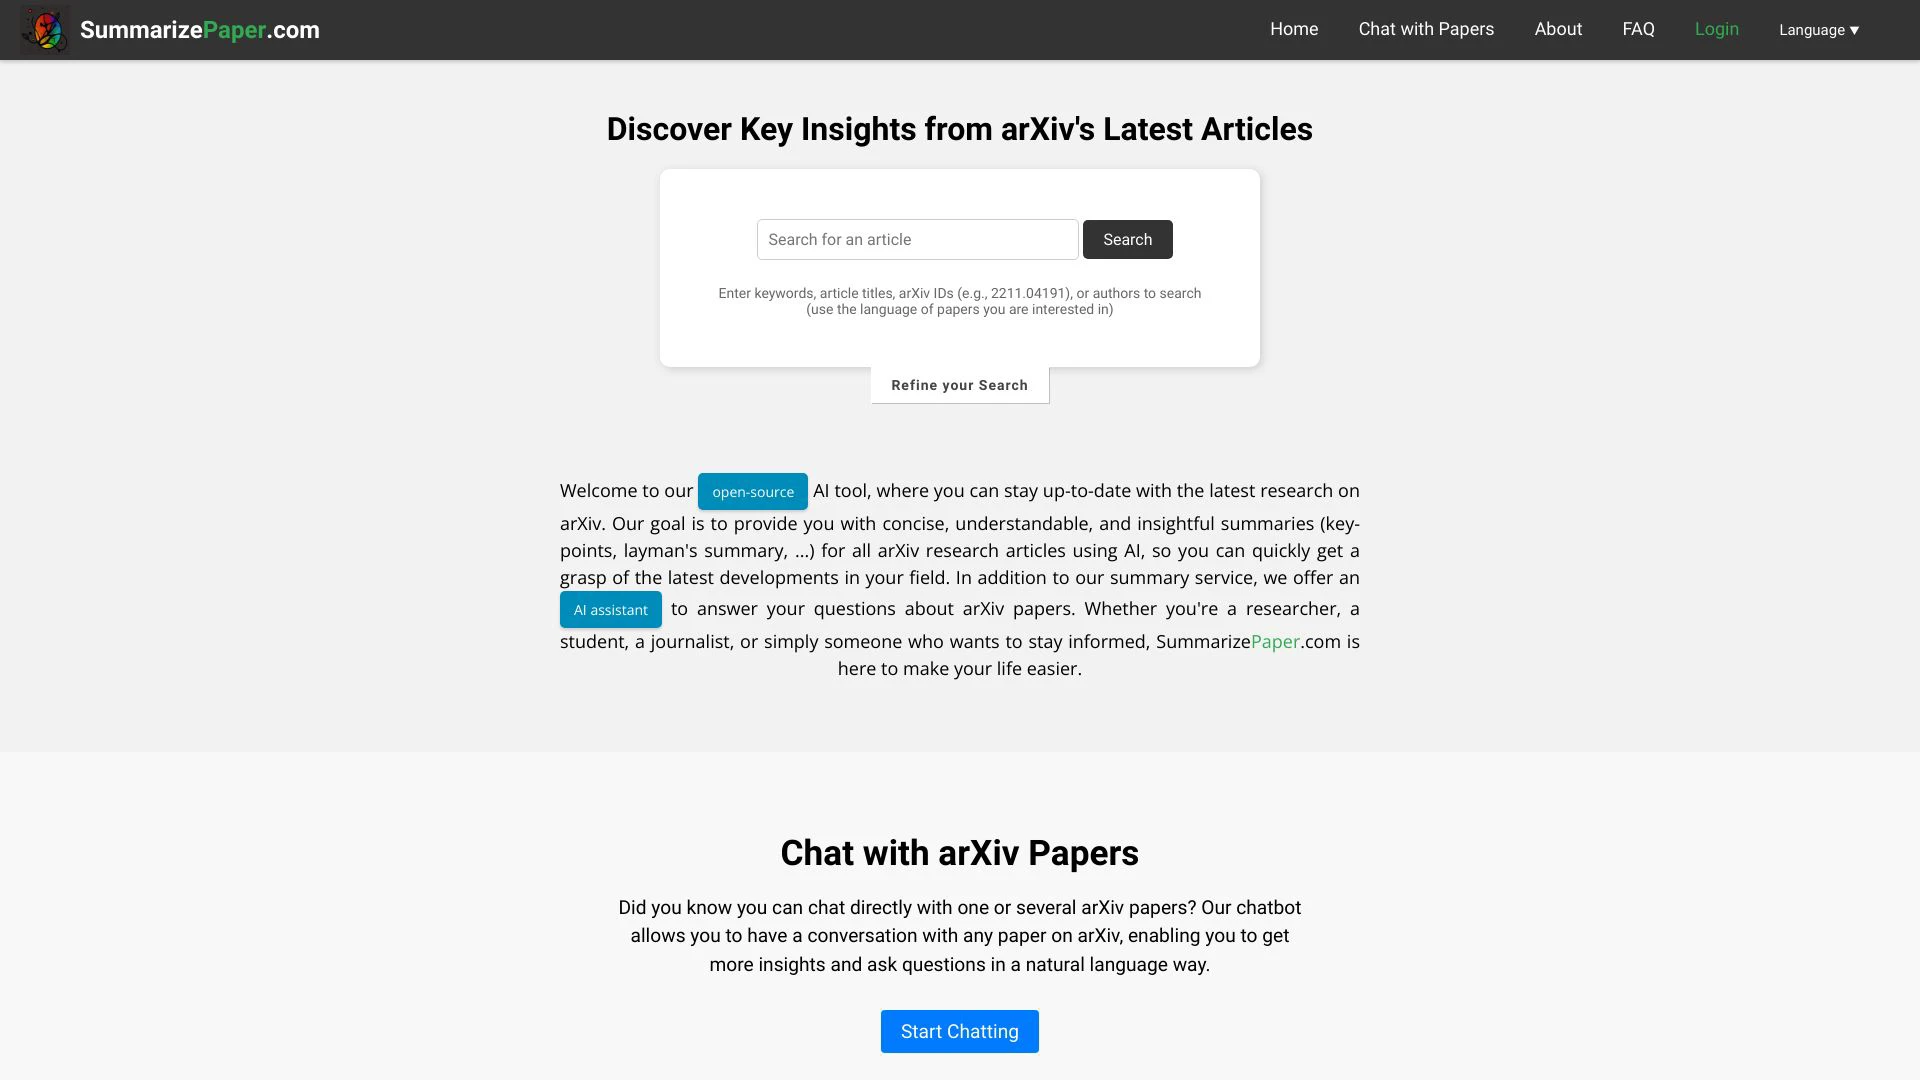 SummarizePaper.com
Home
Chat with Papers
About
FAQ
Login
Language ▼
Discover Key Insights from arXiv's Latest Articles
Search for an article
Search
Enter keywords, article titles, arXiv IDs (e.g., 2211.04191), or authors to search
(use the language of papers you are interested in)
Refine your Search
Welcome to our open-source AI tool, where you can stay up-to-date with the latest research on
arXiv. Our goal is to provide you with concise, understandable, and insightful summaries (key-
points, layman's summary, ...) for all arXiv research articles using AI, so you can quickly get a
grasp of the latest developments in your field. In addition to our summary service, we offer an
AI assistant to answer your questions about arXiv papers. Whether you're a researcher, a
student, a journalist, or simply someone who wants to stay informed, SummarizePaper.com is
here to make your life easier.
Chat with arXiv Papers
Did you know you can chat directly with one or several arXiv papers? Our chatbot
allows you to have a conversation with any paper on arXiv, enabling you to get
more insights and ask questions in a natural language way.
Start Chatting